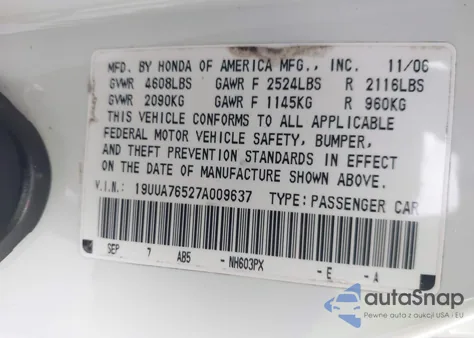 MFD. BY HONDA OF AMERICA MFG., INC. 11/06
GVWR 4608LBS GAWR F 2524LBS R 2116LBS
GVWR 2090KG GAWR F 1145KG R 960KG
THIS VEHICLE CONFORMS TO ALL APPLICABLE
FEDERAL MOTOR VEHICLE SAFETY, BUMPER,
AND THEFT PREVENTION STANDARDS IN EFFECT
ON THE DATE OF MANUFACTURE SHOWN ABOVE.
V.I.N.: 19UUA76527A009637 TYPE: PASSENGER CAR
SEP 7 AB5 - NH603PX - E - A
autoSnap
Pewne auta z aukcji USA i EU